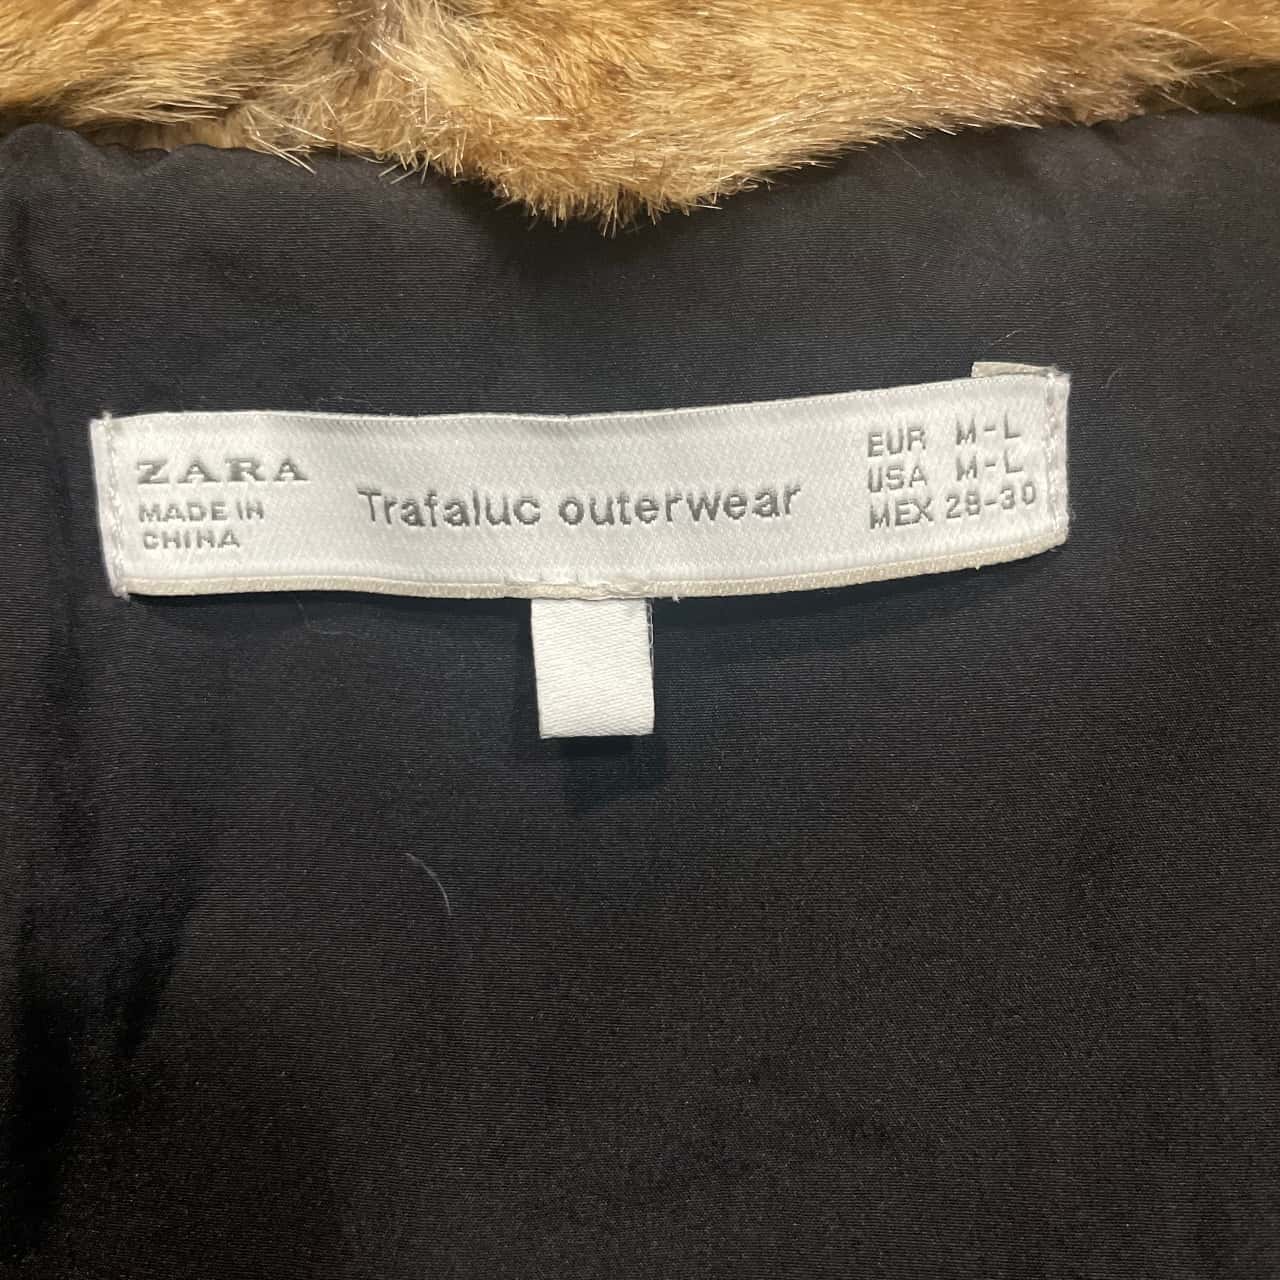 ZARA
MADE IN
CHINA
Trafaluc outerwear
EUR M-L
USA M-L
MEX 28-30